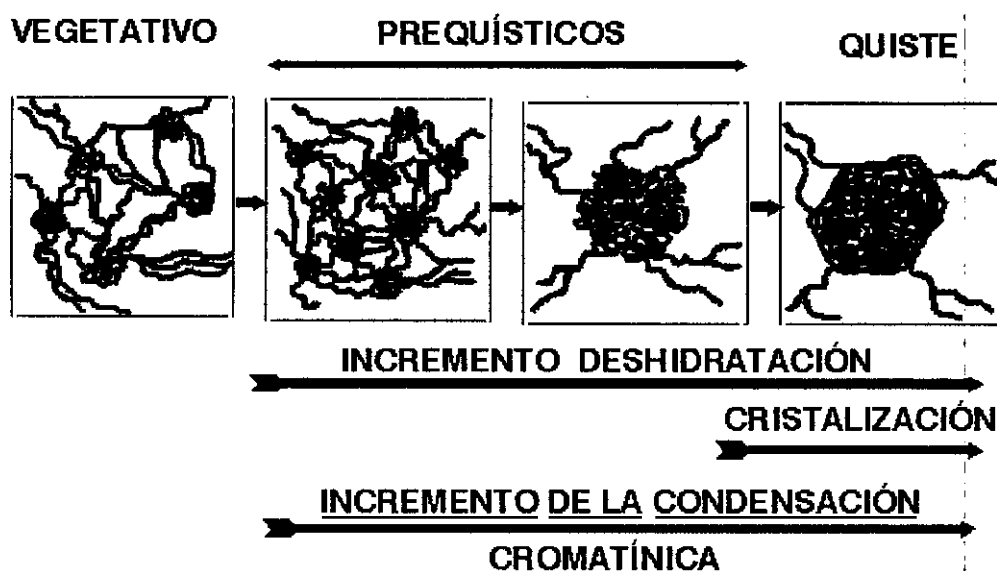 VEGETATIVO PREQUÍSTICOS QUISTE
INCREMENTO DESHIDRATACIÓN
CRISTALIZACIÓN
INCREMENTO DE LA CONDENSACIÓN
CROMATÍNICA